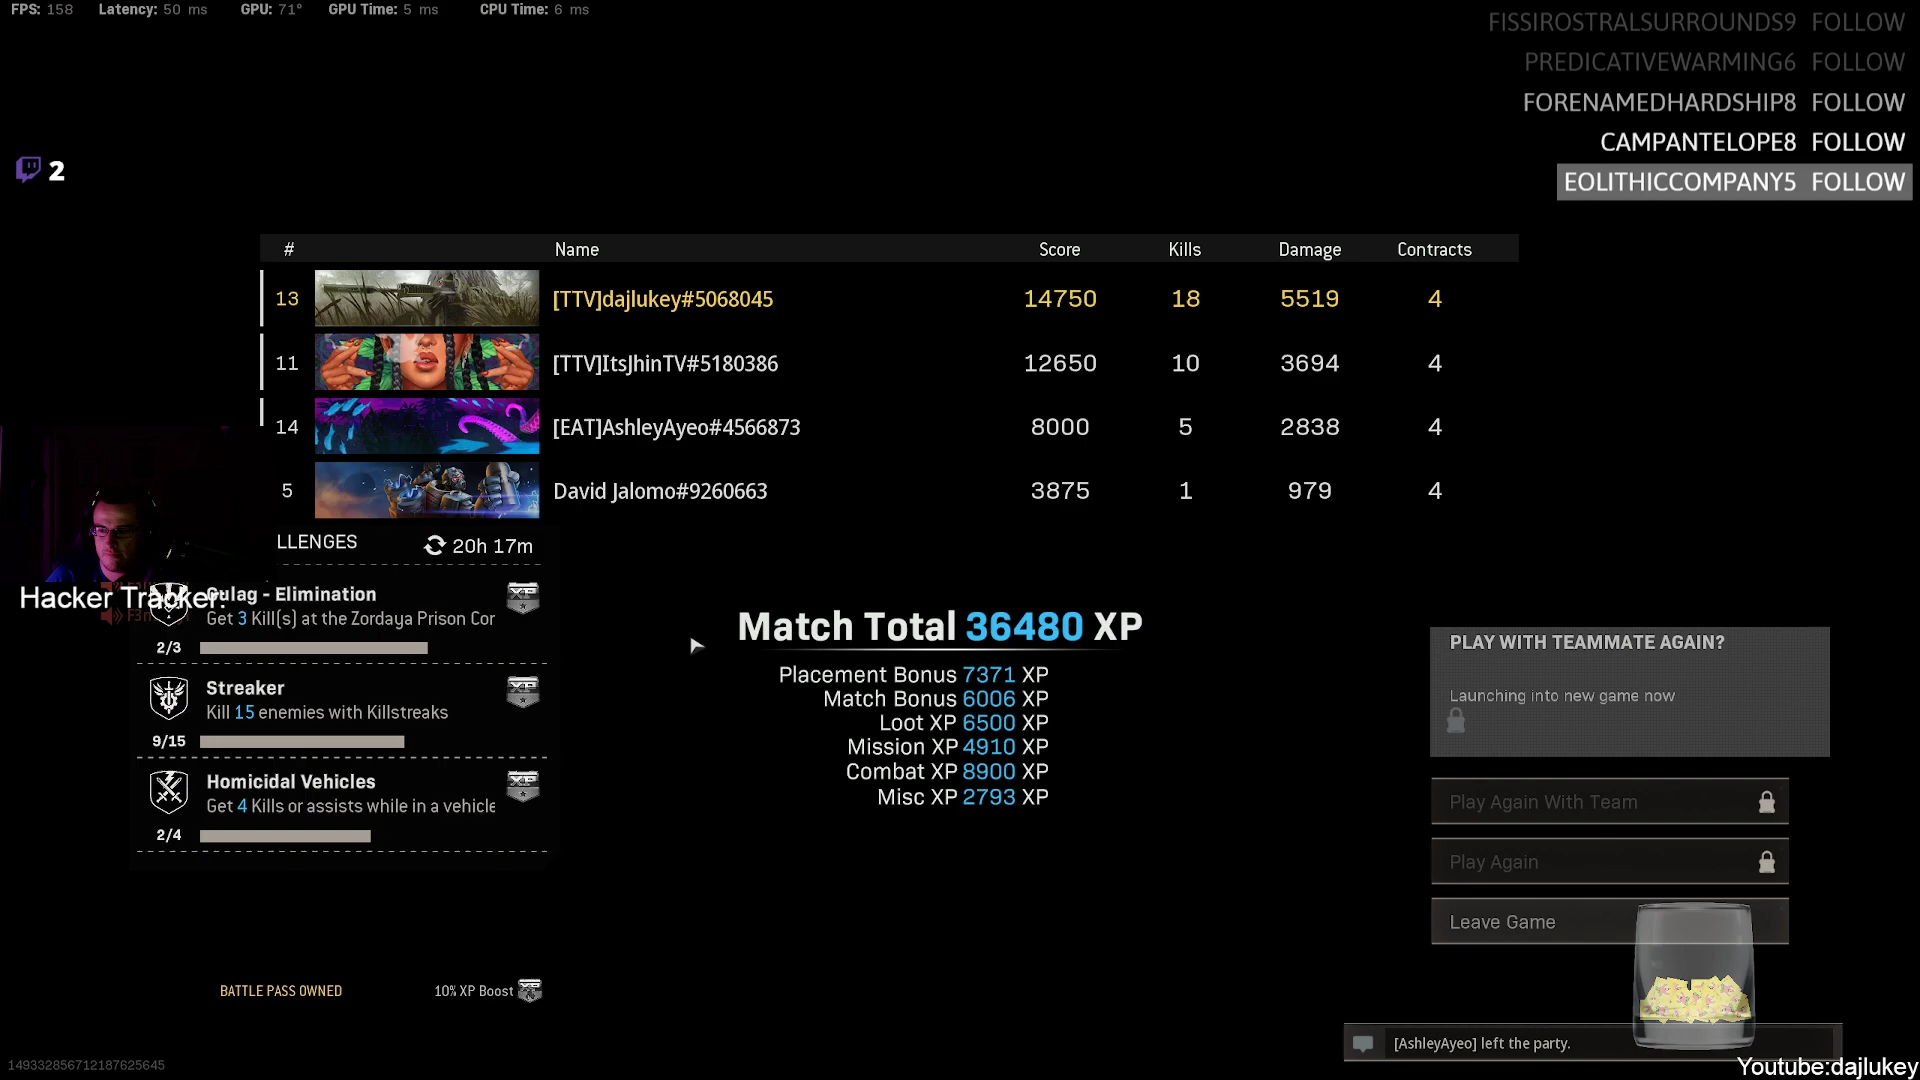 FPS: 158 Latency: 50 ms GPU: 71° GPU Time: 5 ms CPU Time: 6 ms
FISSIROSTRALSURROUNDS9 FOLLOW
PREDICATIVEWARMING6 FOLLOW
FORENAMEDHARDSHIP8 FOLLOW
CAMPANTELOPE8 FOLLOW
EOLITHICCOMPANY5 FOLLOW
2
# Name Score Kills Damage Contracts
13 [TTV]dajlukey#5068045 14750 18 5519 4
11 [TTV]ItsJhinTV#5180386 12650 10 3694 4
14 [EAT]AshleyAyeo#4566873 8000 5 2838 4
5 David Jalomo#9260663 3875 1 979 4
LLENGES 20h 17m
Hacker Tracker:
Gulag - Elimination
Get 3 Kill(s) at the Zordaya Prison Cor
2/3
Streaker
Kill 15 enemies with Killstreaks
9/15
Homicidal Vehicles
Get 4 Kills or assists while in a vehicle
2/4
BATTLE PASS OWNED 10% XP Boost
Match Total 36480 XP
Placement Bonus 7371 XP
Match Bonus 6006 XP
Loot XP 6500 XP
Mission XP 4910 XP
Combat XP 8900 XP
Misc XP 2793 XP
PLAY WITH TEAMMATE AGAIN?
Launching into new game now
Play Again With Team
Play Again
Leave Game
[AshleyAyeo] left the party.
Youtube:dajlukey
149332856712187625645